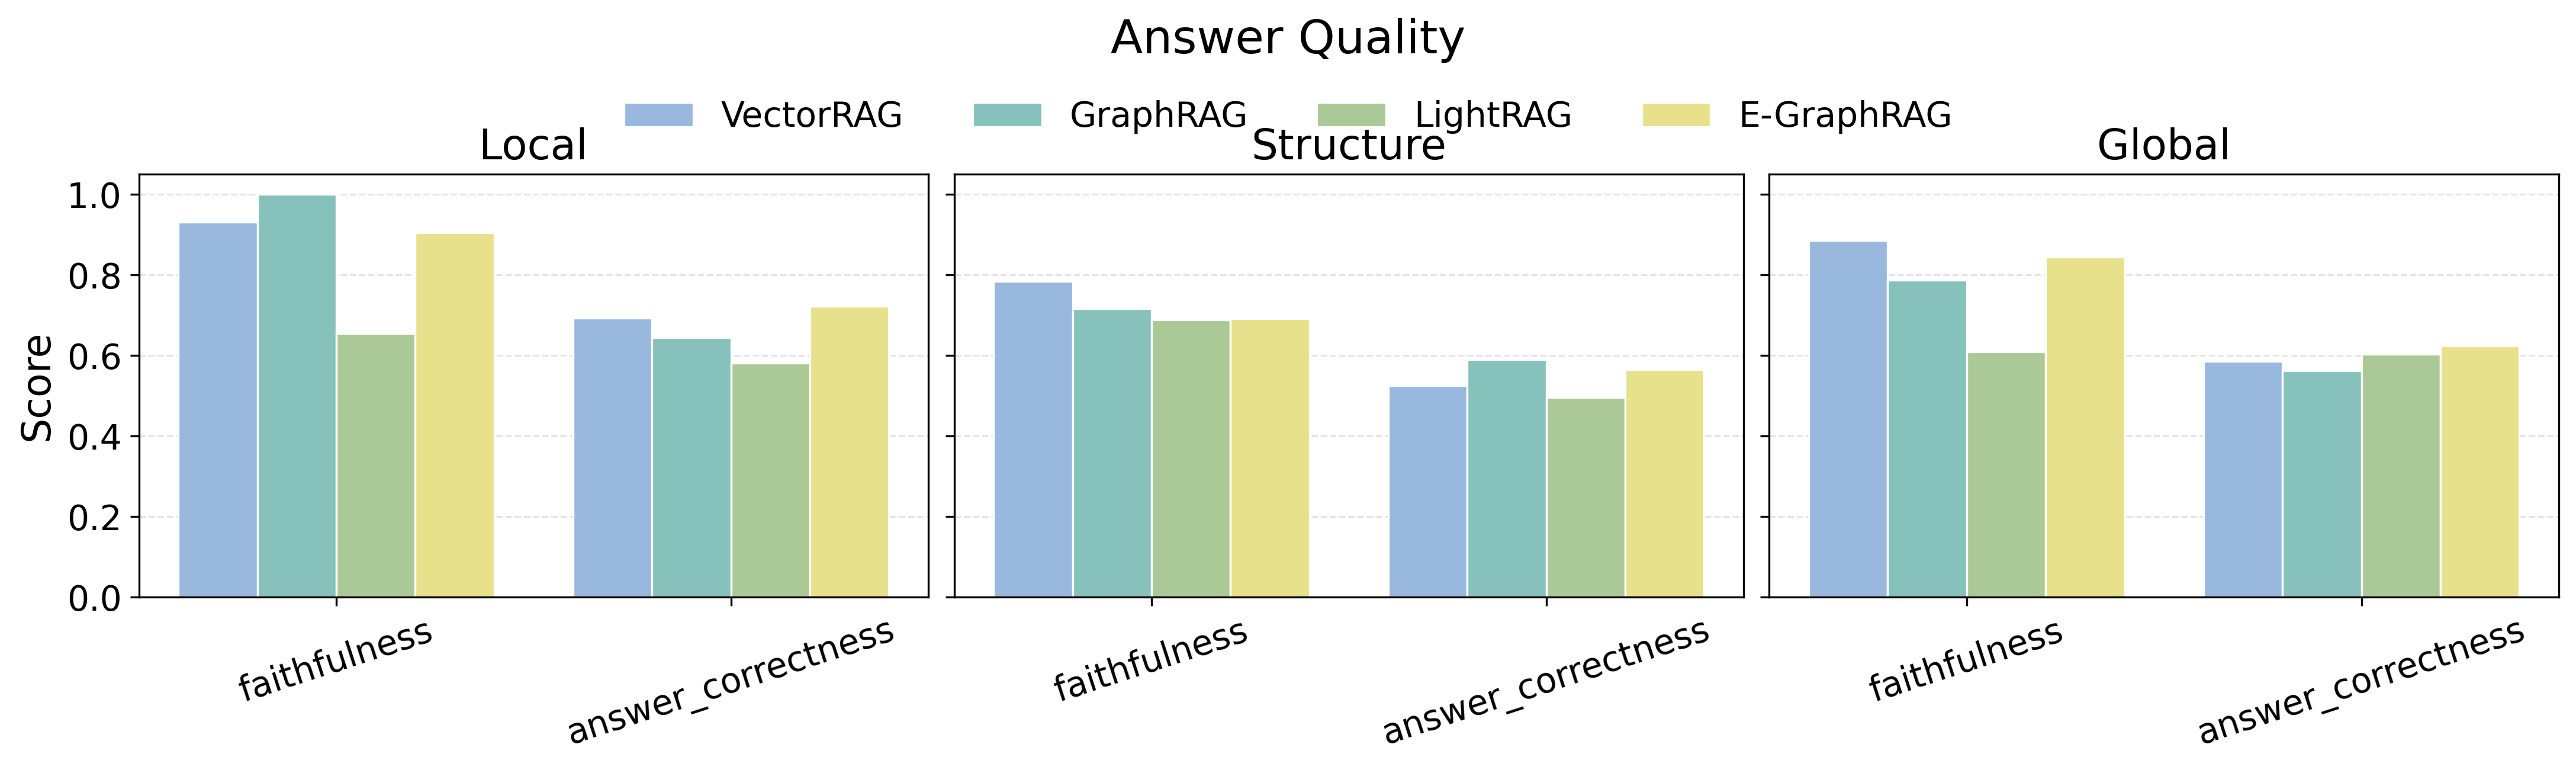 Answer Quality
VectorRAG GraphRAG LightRAG E-GraphRAG
Local Structure Global
Score
1.0
0.8
0.6
0.4
0.2
0.0
faithfulness answer_correctness faithfulness answer_correctness faithfulness answer_correctness